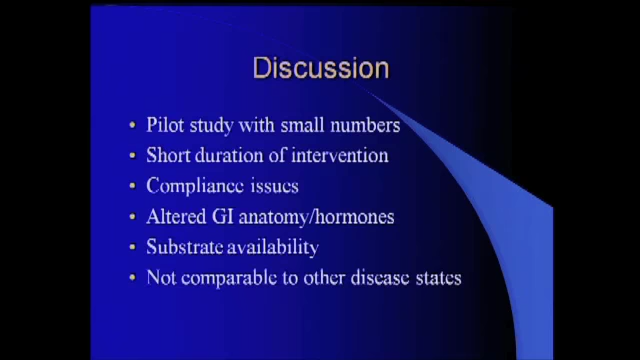 Discussion
• Pilot study with small numbers
• Short duration of intervention
• Compliance issues
• Altered GI anatomy/hormones
• Substrate availability
• Not comparable to other disease states